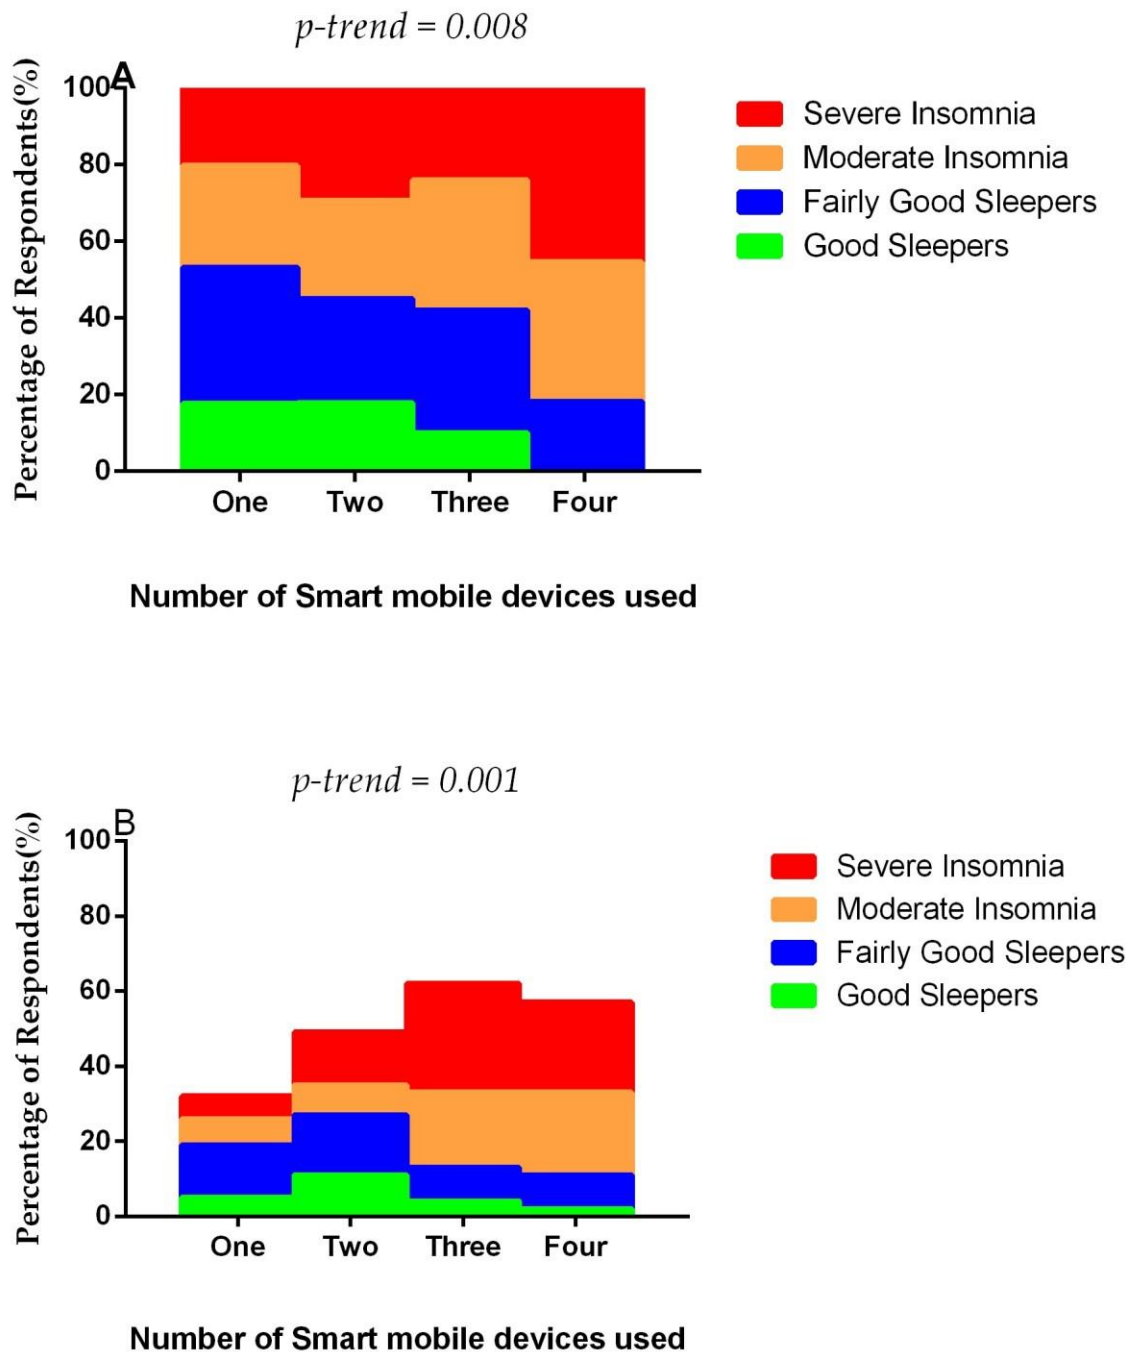 p-trend = 0.008
A
Percentage of Respondents(%)
100
80
60
40
20
0
One Two Three Four
Number of Smart mobile devices used
Severe Insomnia
Moderate Insomnia
Fairly Good Sleepers
Good Sleepers
p-trend = 0.001
B
Percentage of Respondents(%)
100
80
60
40
20
0
One Two Three Four
Number of Smart mobile devices used
Severe Insomnia
Moderate Insomnia
Fairly Good Sleepers
Good Sleepers